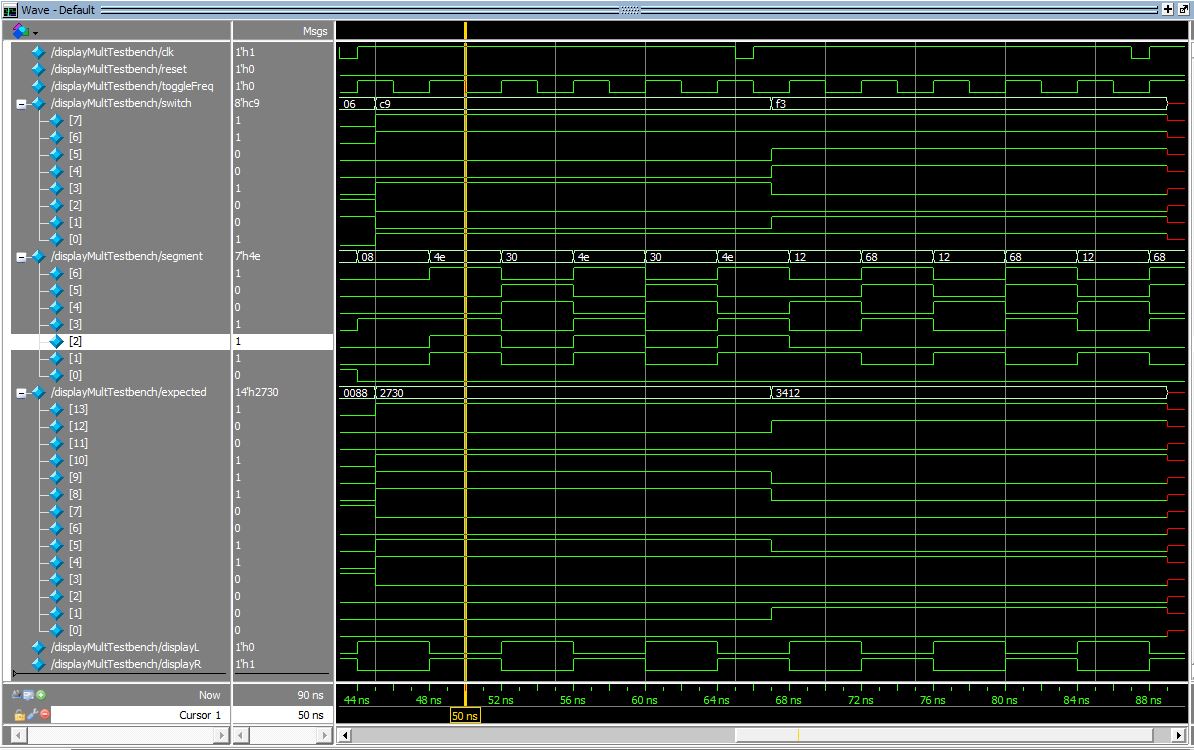 Wave - Default
Msgs
/displayMultTestbench/clk 1'h1
/displayMultTestbench/reset 1'h0
/displayMultTestbench/toggleFreq 1'h0
/displayMultTestbench/switch 8'hc9 06 c9 f3
[7] 1
[6] 1
[5] 0
[4] 0
[3] 1
[2] 0
[1] 0
[0] 1
/displayMultTestbench/segment 7'h4e 08 4e 30 4e 30 4e 12 68 12 68 12 68
[6] 1
[5] 0
[4] 0
[3] 1
[2] 1
[1] 1
[0] 0
/displayMultTestbench/expected 14'h2730 0088 2730 3412
[13] 1
[12] 0
[11] 0
[10] 1
[9] 1
[8] 1
[7] 0
[6] 0
[5] 1
[4] 1
[3] 0
[2] 0
[1] 0
[0] 0
/displayMultTestbench/displayL 1'h0
/displayMultTestbench/displayR 1'h1
Now 90 ns 44 ns 48 ns 52 ns 56 ns 60 ns 64 ns 68 ns 72 ns 76 ns 80 ns 84 ns 88 ns
Cursor 1 50 ns 50 ns